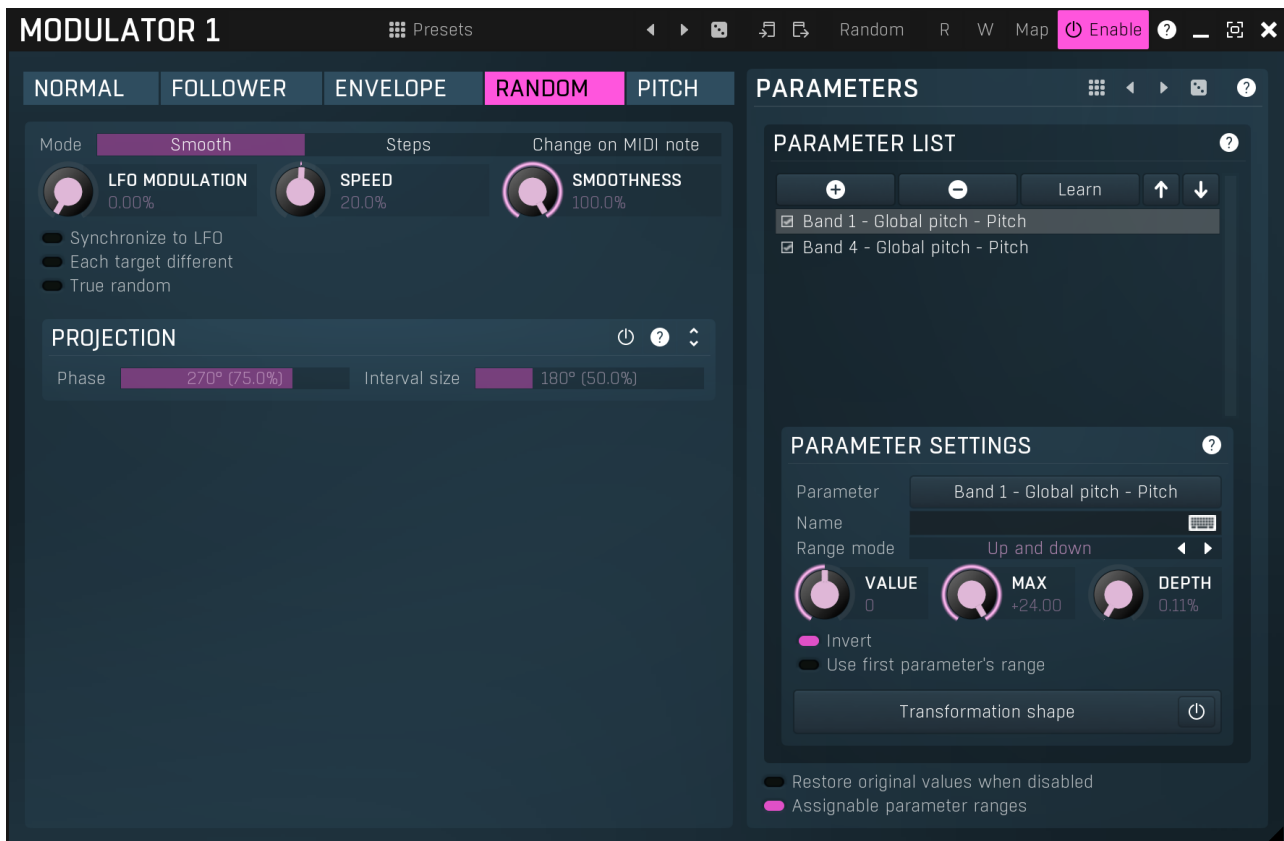 MODULATOR 1 Presets Random R W Map Enable ?
NORMAL FOLLOWER ENVELOPE RANDOM PITCH
Mode Smooth Steps Change on MIDI note
LFO MODULATION 0.00% SPEED 20.0% SMOOTHNESS 100.0%
Synchronize to LFO
Each target different
True random
PROJECTION ?
Phase 270° (75.0%) Interval size 180° (50.0%)
PARAMETERS ?
PARAMETER LIST ?
Learn
Band 1 - Global pitch - Pitch
Band 4 - Global pitch - Pitch
PARAMETER SETTINGS ?
Parameter Band 1 - Global pitch - Pitch
Name
Range mode Up and down
VALUE 0 MAX +24.00 DEPTH 0.11%
Invert
Use first parameter's range
Transformation shape
Restore original values when disabled
Assignable parameter ranges